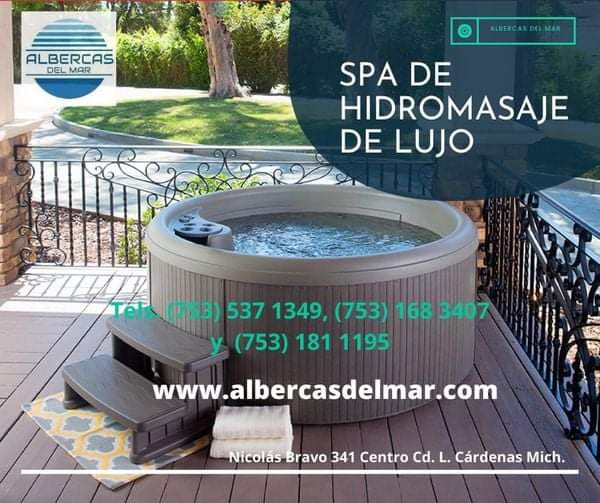 ALBERCAS
DEL MAR
ALBERCAS DEL MAR
SPA DE
HIDROMASAJE
DE LUJO
Tels. (753) 537 1349, (753) 168 3407
y (753) 181 1195
www.albercasdelmar.com
Nicolás Bravo 341 Centro Cd. L. Cárdenas Mich.